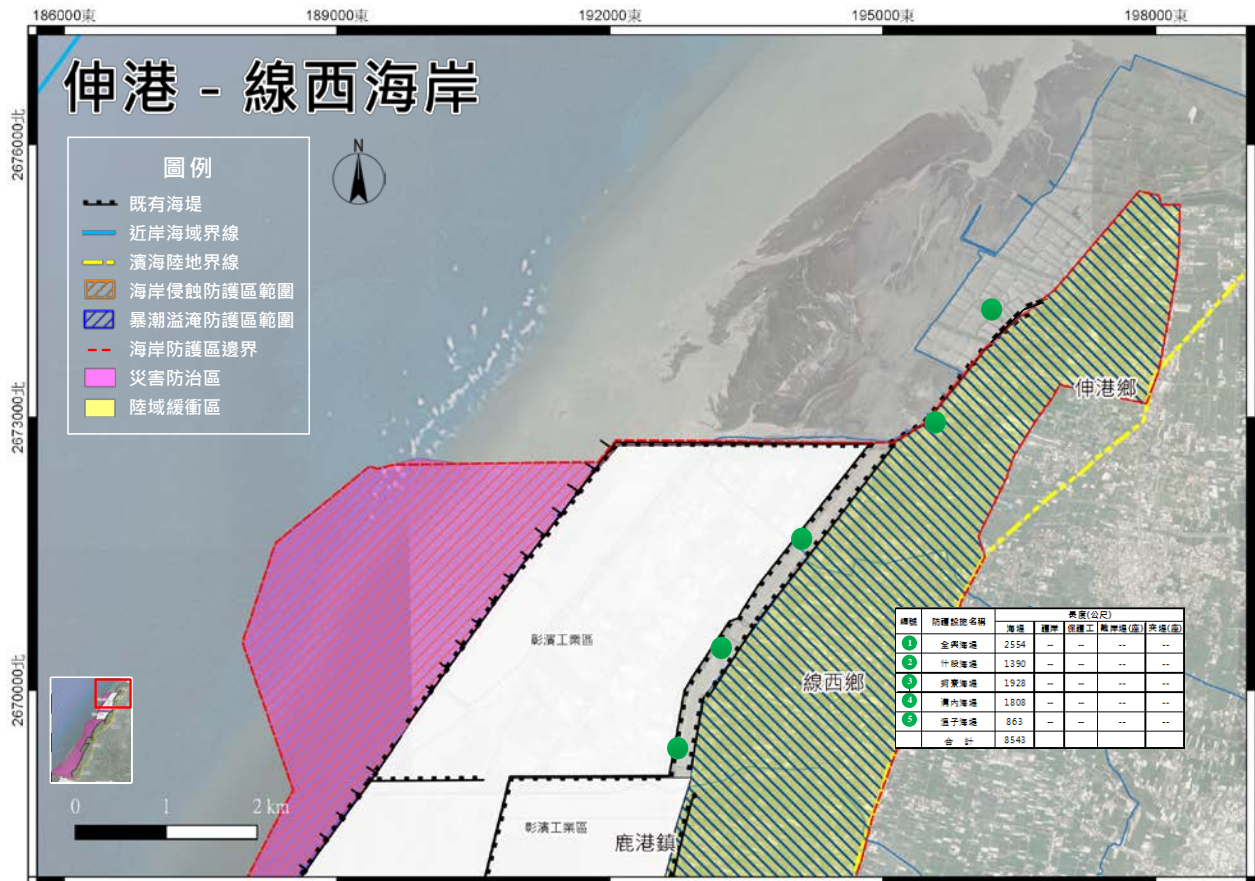 186000東 189000東 192000東 195000東 198000東
伸港 - 線西海岸
2676000北
2673000北
2670000北
N
圖例
既有海堤
近岸海域界線
濱海陸地界線
海岸侵蝕防護區範圍
暴潮溢淹防護區範圍
海岸防護區邊界
災害防治區
陸域緩衝區
伸港鄉
彰濱工業區
線西鄉
彰濱工業區
鹿港鎮
0 1 2 km
編號 防護設施名稱 長度(公尺)
海堤 護岸 保護工 離岸堤(座) 突堤(座)
1 全興海堤 2554 -- -- -- --
2 什股海堤 1390 -- -- -- --
3 蚵寮海堤 1928 -- -- -- --
4 溝內海堤 1808 -- -- -- --
5 塭子海堤 863 -- -- -- --
合 計 8543